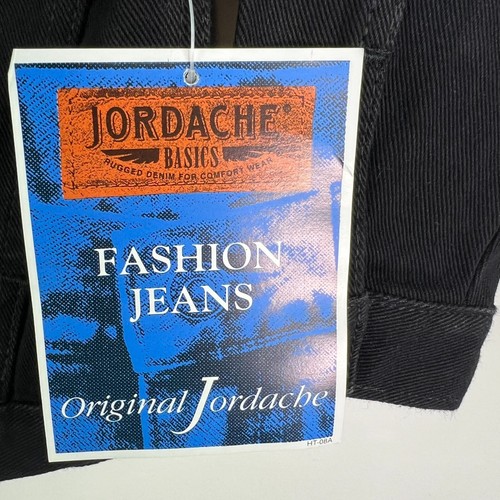 JORDACHE®
BASICS
RUGGED DENIM FOR COMFORT WEAR
FASHION
JEANS
Original Jordache
HT-08A